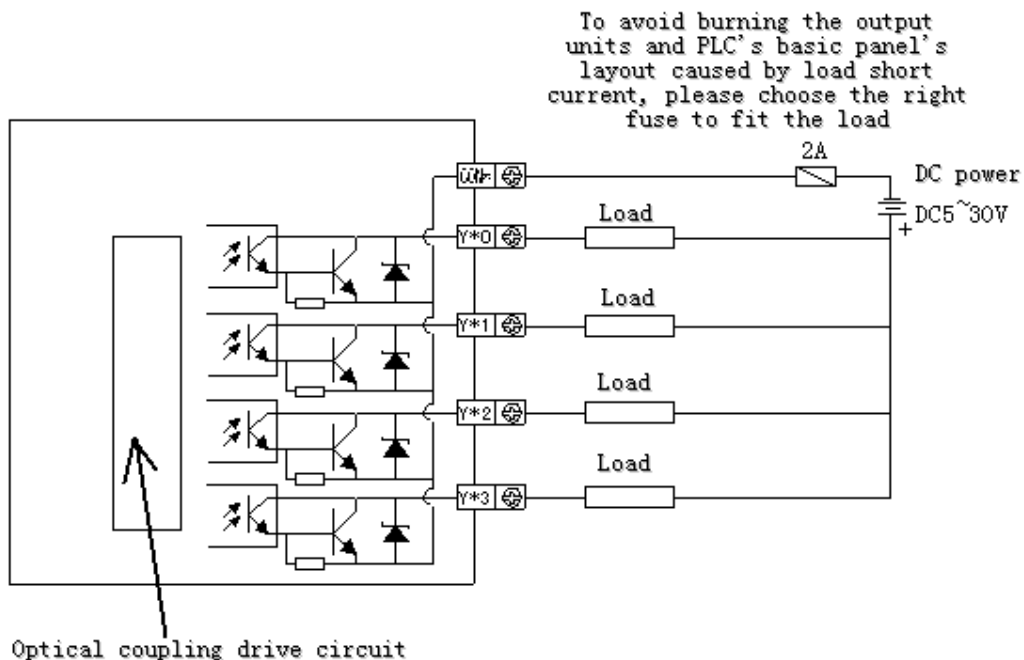 To avoid burning the output
units and PLC's basic panel's
layout caused by load short
current, please choose the right
fuse to fit the load
2A
DC power
DC5~30V
+
Load
Y*0
Load
Y*1
Load
Y*2
Load
Y*3
Optical coupling drive circuit